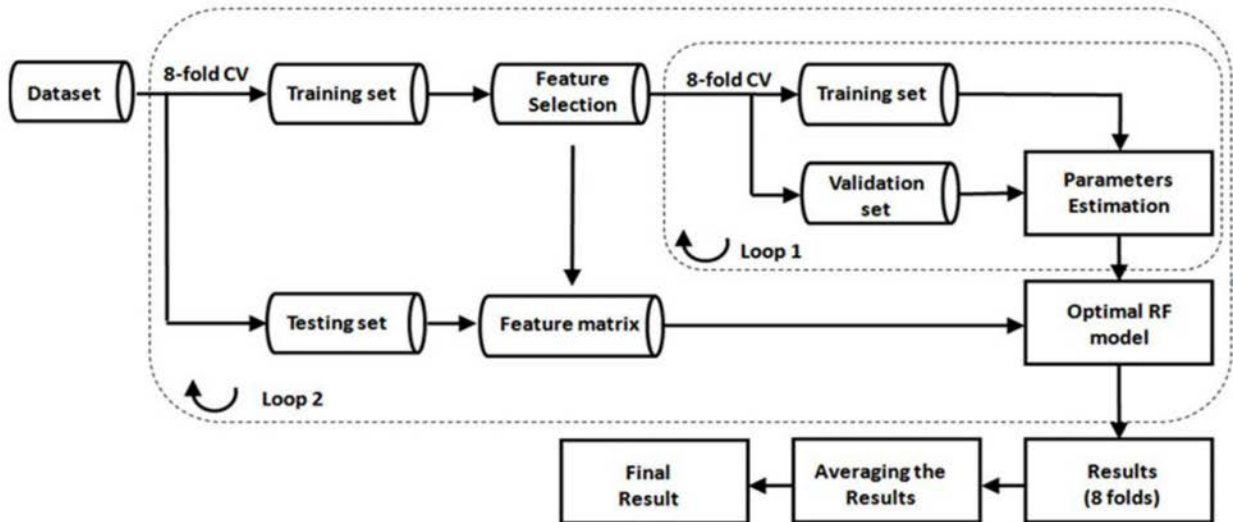 Dataset
8-fold CV
Training set
Feature
Selection
8-fold CV
Training set
Validation
set
Parameters
Estimation
Loop 1
Testing set
Feature matrix
Optimal RF
model
Loop 2
Final
Result
Averaging the
Results
Results
(8 folds)